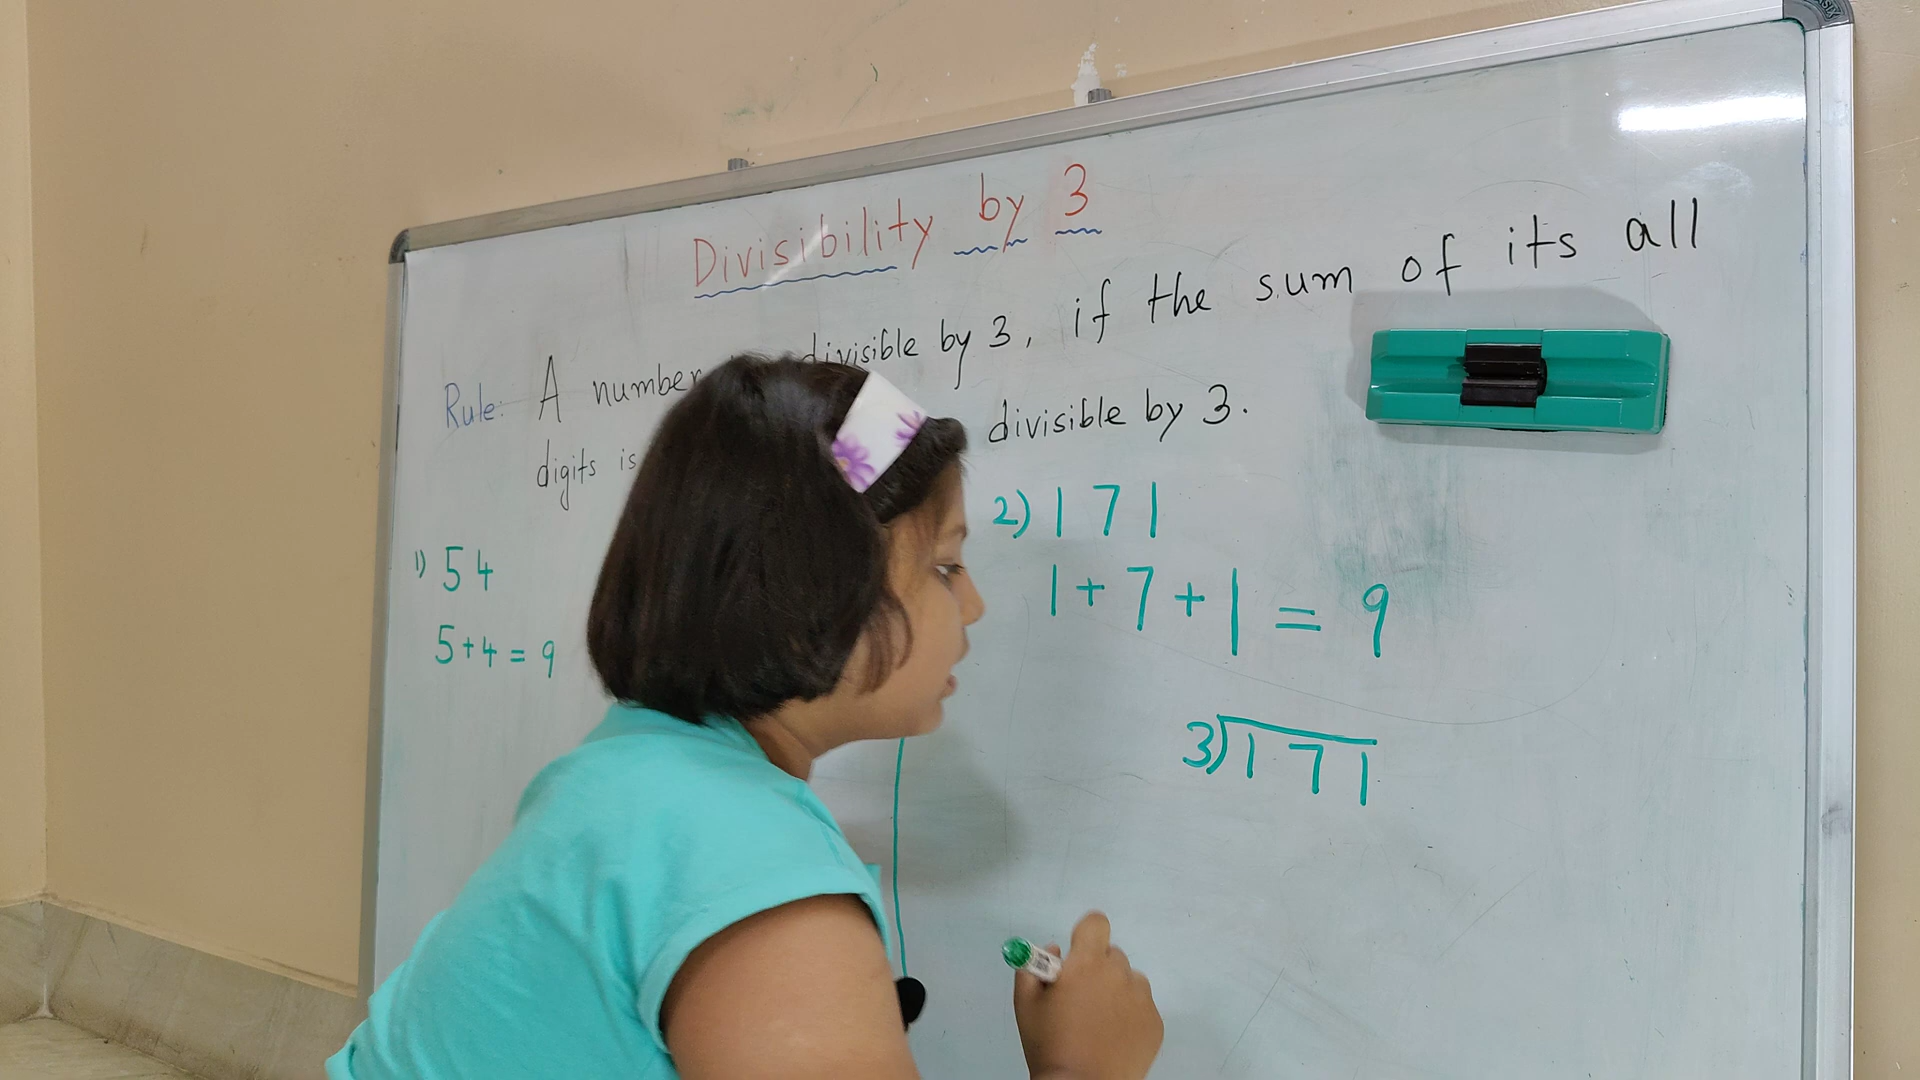 Divisibility by 3
Rule: A number divisible by 3, if the sum of its all
digits is divisible by 3.
1) 54
5+4=9
2) 171
1+7+1=9
3)171